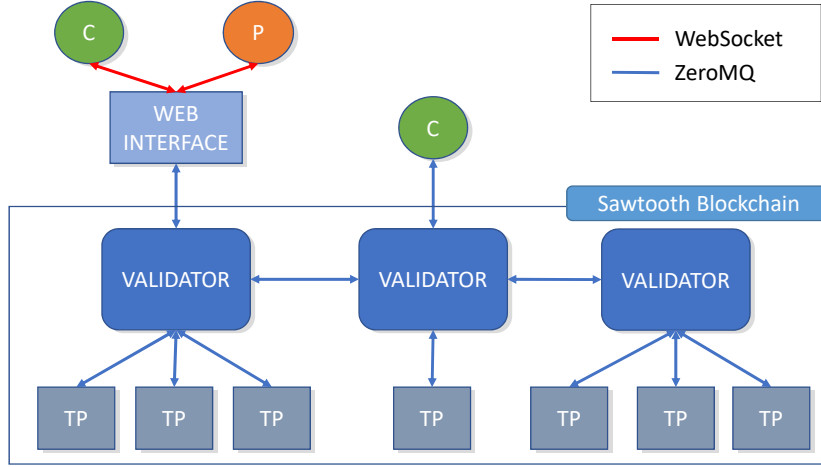 C
P
WebSocket
ZeroMQ
WEB
INTERFACE
C
Sawtooth Blockchain
VALIDATOR
VALIDATOR
VALIDATOR
TP
TP
TP
TP
TP
TP
TP